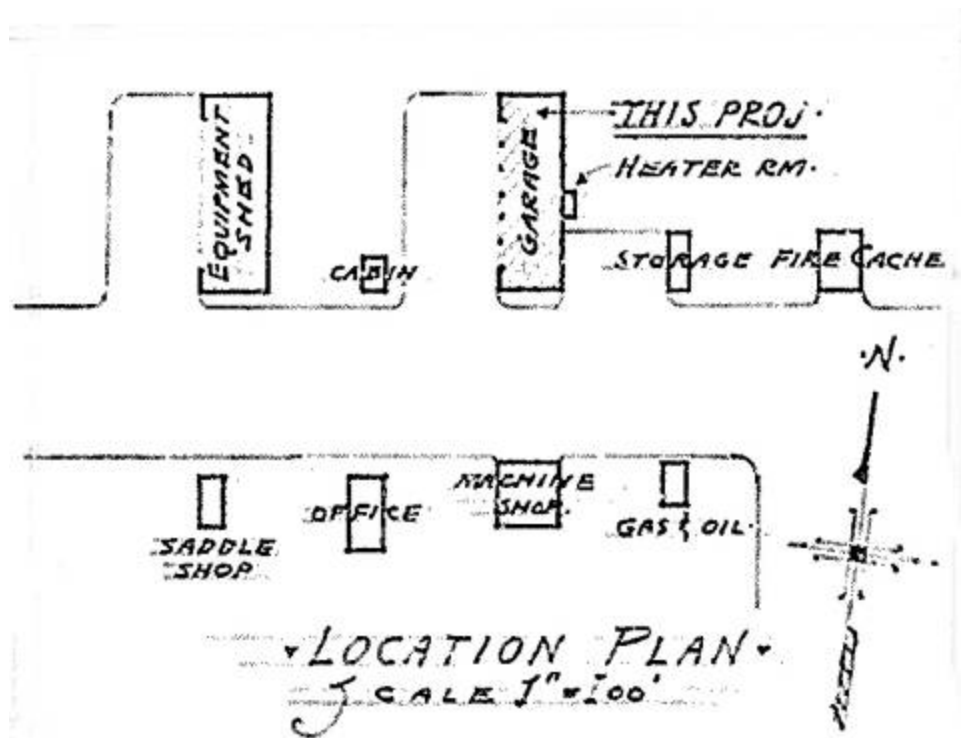 THIS PROJ.
HEATER RM.
EQUIPMENT
SHED
GARAGE
CABIN
STORAGE
FIRE CACHE
.N.
SADDLE
SHOP
OFFICE
MACHINE
SHOP.
GAS & OIL.
LOCATION PLAN
SCALE 1"=100'